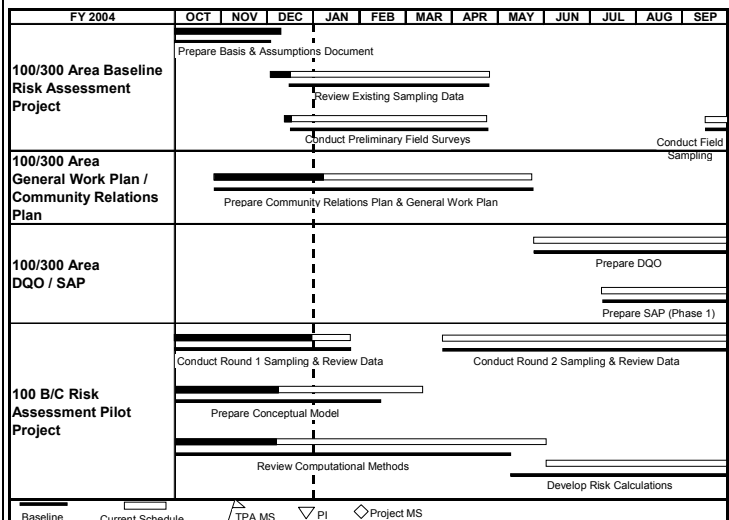 FY 2004 OCT NOV DEC JAN FEB MAR APR MAY JUN JUL AUG SEP
100/300 Area Baseline
Risk Assessment
Project
Prepare Basis & Assumptions Document
Review Existing Sampling Data
Conduct Preliminary Field Surveys
Conduct Field
Sampling
100/300 Area
General Work Plan /
Community Relations
Plan
Prepare Community Relations Plan & General Work Plan
100/300 Area
DQO / SAP
Prepare DQO
Prepare SAP (Phase 1)
100 B/C Risk
Assessment Pilot
Project
Conduct Round 1 Sampling & Review Data
Conduct Round 2 Sampling & Review Data
Prepare Conceptual Model
Review Computational Methods
Develop Risk Calculations
Baseline Current Schedule TPA MS PI Project MS